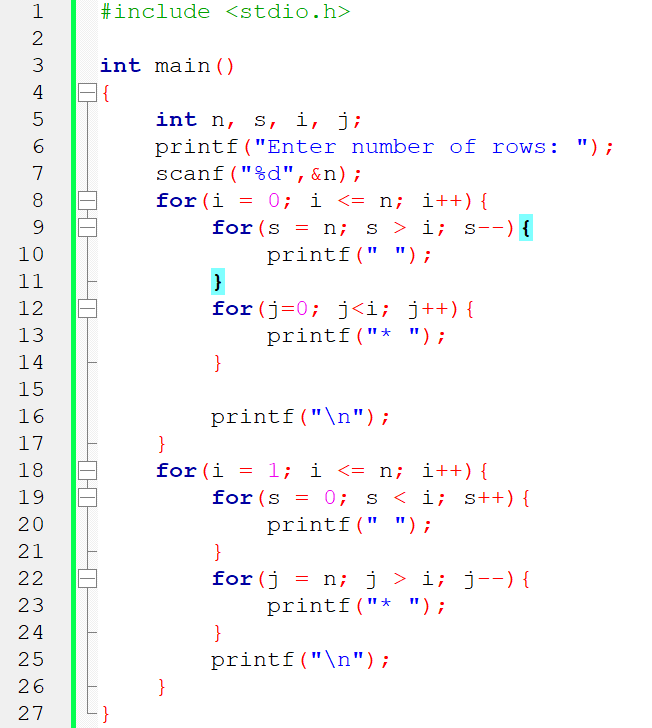 1 #include <stdio.h>
2
3 int main()
4 {
5     int n, s, i, j;
6     printf("Enter number of rows: ");
7     scanf("%d",&n);
8     for(i = 0; i <= n; i++){
9         for(s = n; s > i; s--){
10             printf(" ");
11         }
12         for(j=0; j<i; j++){
13             printf("* ");
14         }
15
16         printf("\n");
17     }
18     for(i = 1; i <= n; i++){
19         for(s = 0; s < i; s++){
20             printf(" ");
21         }
22         for(j = n; j > i; j--){
23             printf("* ");
24         }
25         printf("\n");
26     }
27 }